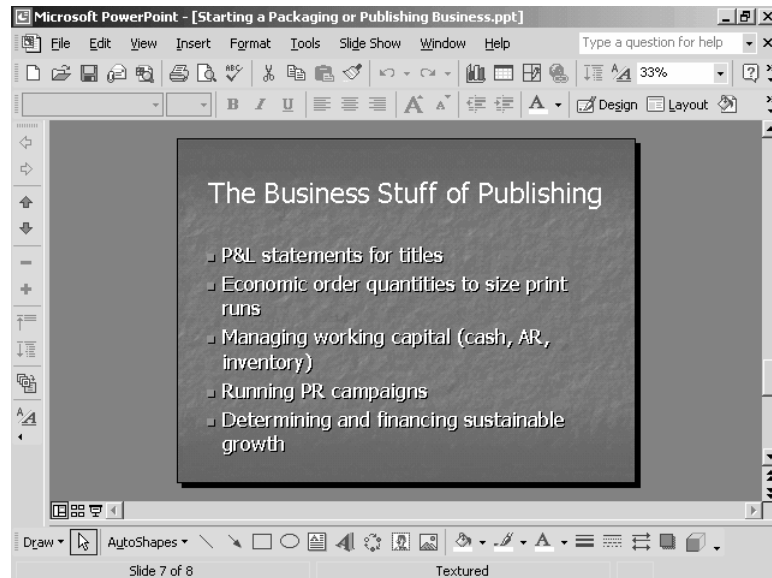 Microsoft PowerPoint - [Starting a Packaging or Publishing Business.ppt]
File Edit View Insert Format Tools Slide Show Window Help Type a question for help
33%
B I U A A A Design Layout
The Business Stuff of Publishing
P&L statements for titles
Economic order quantities to size print
runs
Managing working capital (cash, AR,
inventory)
Running PR campaigns
Determining and financing sustainable
growth
Draw AutoShapes A
Slide 7 of 8 Textured